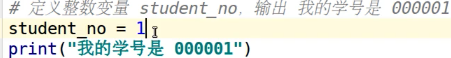 # 定义整数变量 student_no，输出 我的学号是 000001
student_no = 1
print("我的学号是 000001")